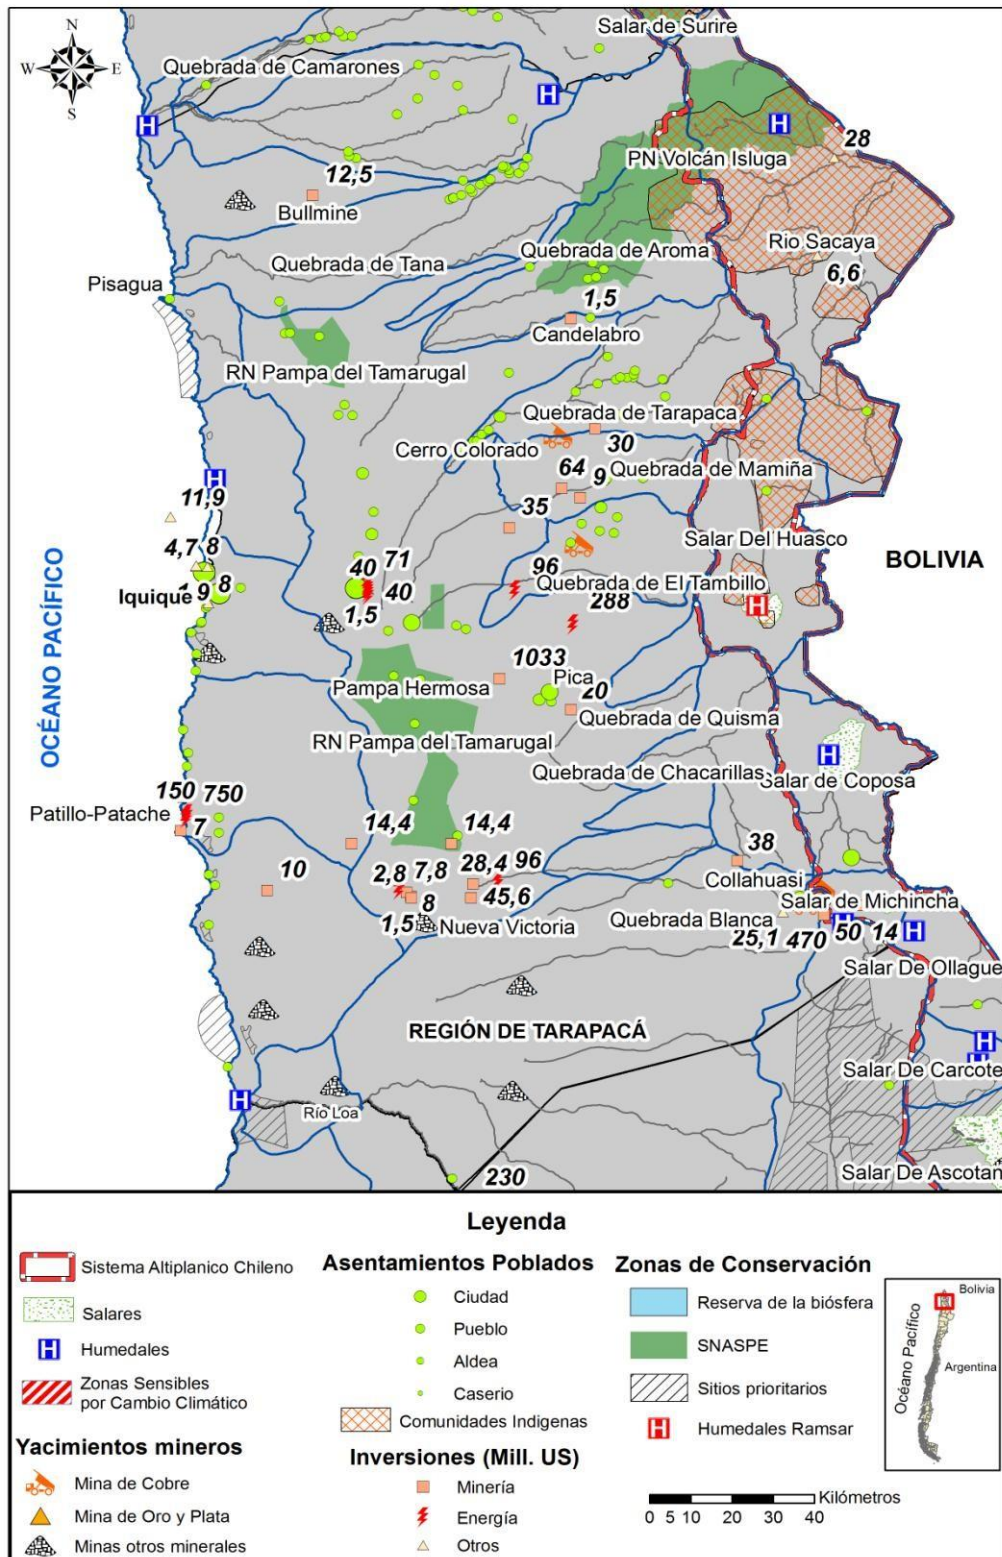 N
W E
S
Salar de Surire
Quebrada de Camarones
H
H
H
28
PN Volcán Isluga
12,5
Bullmine
Quebrada de Tana
Quebrada de Aroma
Rio Sacaya
6,6
Pisagua
1,5
Candelabro
RN Pampa del Tamarugal
Quebrada de Tarapaca
Cerro Colorado
30
64
9
Quebrada de Mamiña
H
11,9
35
Salar Del Huasco
BOLIVIA
4,7
8
40
71
96
Quebrada de El Tambillo
Iquique
9
8
40
288
H
1,5
OCÉANO PACÍFICO
1033
Pica
Pampa Hermosa
20
Quebrada de Quisma
RN Pampa del Tamarugal
Quebrada de Chacarillas
H
Salar de Coposa
150
750
Patillo-Patache
7
14,4
14,4
38
10
2,8
7,8
28,4
96
Collahuasi
8
45,6
Salar de Michincha
1,5
Nueva Victoria
Quebrada Blanca
H
H
25,1
470
50
14
Salar De Ollague
REGIÓN DE TARAPACÁ
H
Salar De Carcote
H
Río Loa
Salar De Ascotan
230
Leyenda
Sistema Altiplanico Chileno
Salares
H Humedales
Zonas Sensibles
por Cambio Climático
Yacimientos mineros
Mina de Cobre
Mina de Oro y Plata
Minas otros minerales
Asentamientos Poblados
Ciudad
Pueblo
Aldea
Caserio
Comunidades Indigenas
Inversiones (Mill. US)
Minería
Energía
Otros
Zonas de Conservación
Reserva de la biósfera
SNASPE
Sitios prioritarios
H Humedales Ramsar
Kilómetros
0 5 10 20 30 40
Bolivia
Océano Pacífico
Argentina